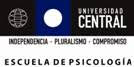 UNIVERSIDAD
CENTRAL
INDEPENDENCIA - PLURALISMO - COMPROMISO
ESCUELA DE PSICOLOGÍA